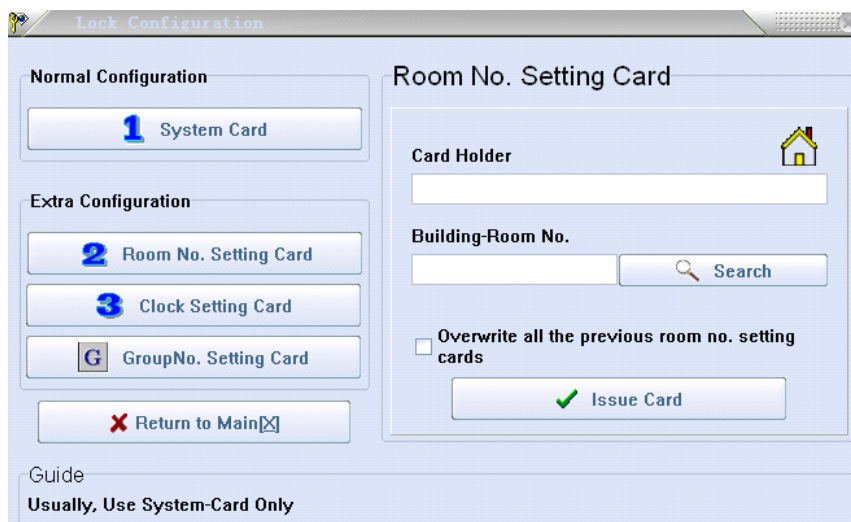 Lock Configuration
Normal Configuration
1 System Card
Extra Configuration
2 Room No. Setting Card
3 Clock Setting Card
G GroupNo. Setting Card
Return to Main[X]
Room No. Setting Card
Card Holder
Building-Room No.
Search
Overwrite all the previous room no. setting
cards
Issue Card
Guide
Usually, Use System-Card Only